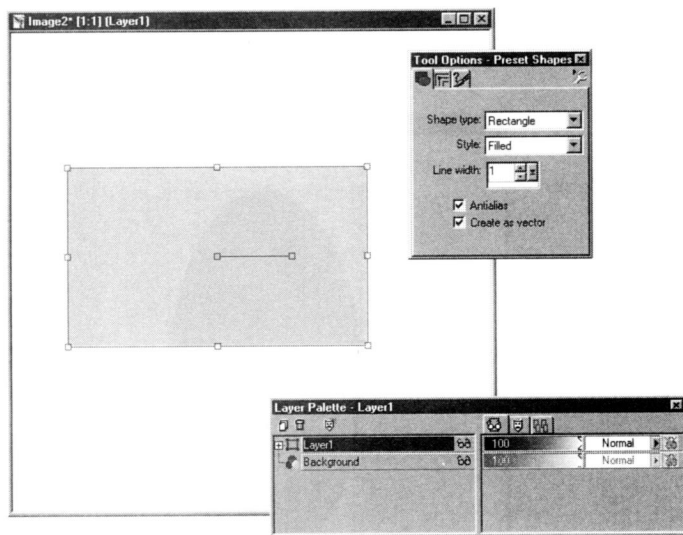 Image2* [1:1] (Layer1)
Tool Options - Preset Shapes
Shape type: Rectangle
Style: Filled
Line width: 1
Antialias
Create as vector
Layer Palette - Layer1
Layer1
100 Normal
Background
100 Normal